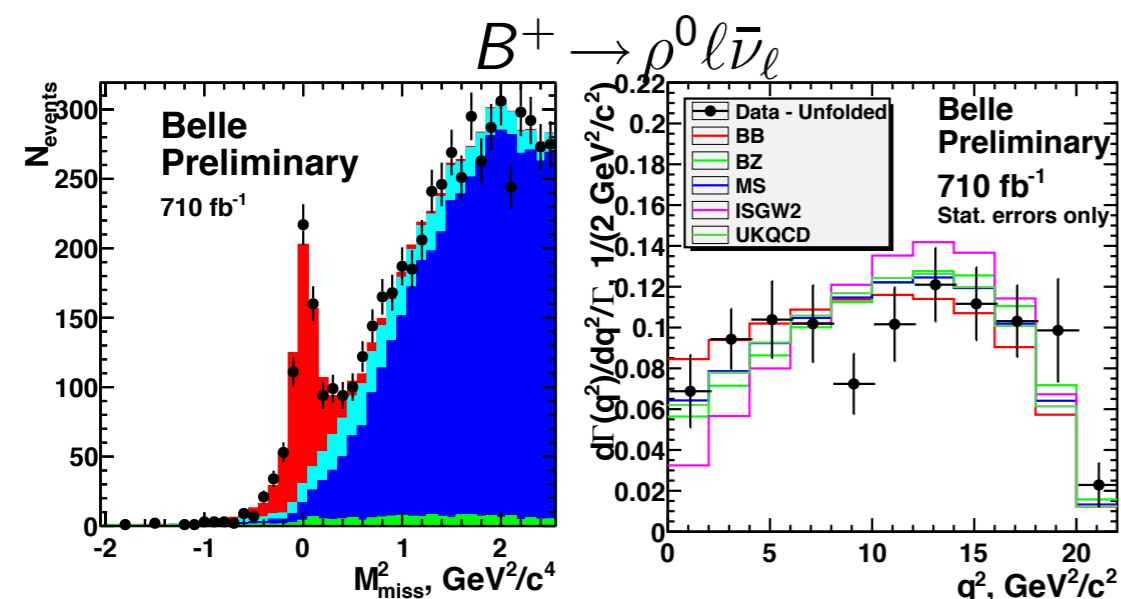 B⁺ → ρ⁰ℓν̄_ℓ
N_events
300
250
200
150
100
50
0
Belle
Preliminary
710 fb⁻¹
-2
-1
0
1
2
M²_miss, GeV²/c⁴
dΓ(q²)/dq²/Γ, 1/(2 GeV²/c²)
0.22
0.2
0.18
0.16
0.14
0.12
0.1
0.08
0.06
0.04
0.02
0
Data - Unfolded
BB
BZ
MS
ISGW2
UKQCD
Belle
Preliminary
710 fb⁻¹
Stat. errors only
0
5
10
15
20
q², GeV²/c²